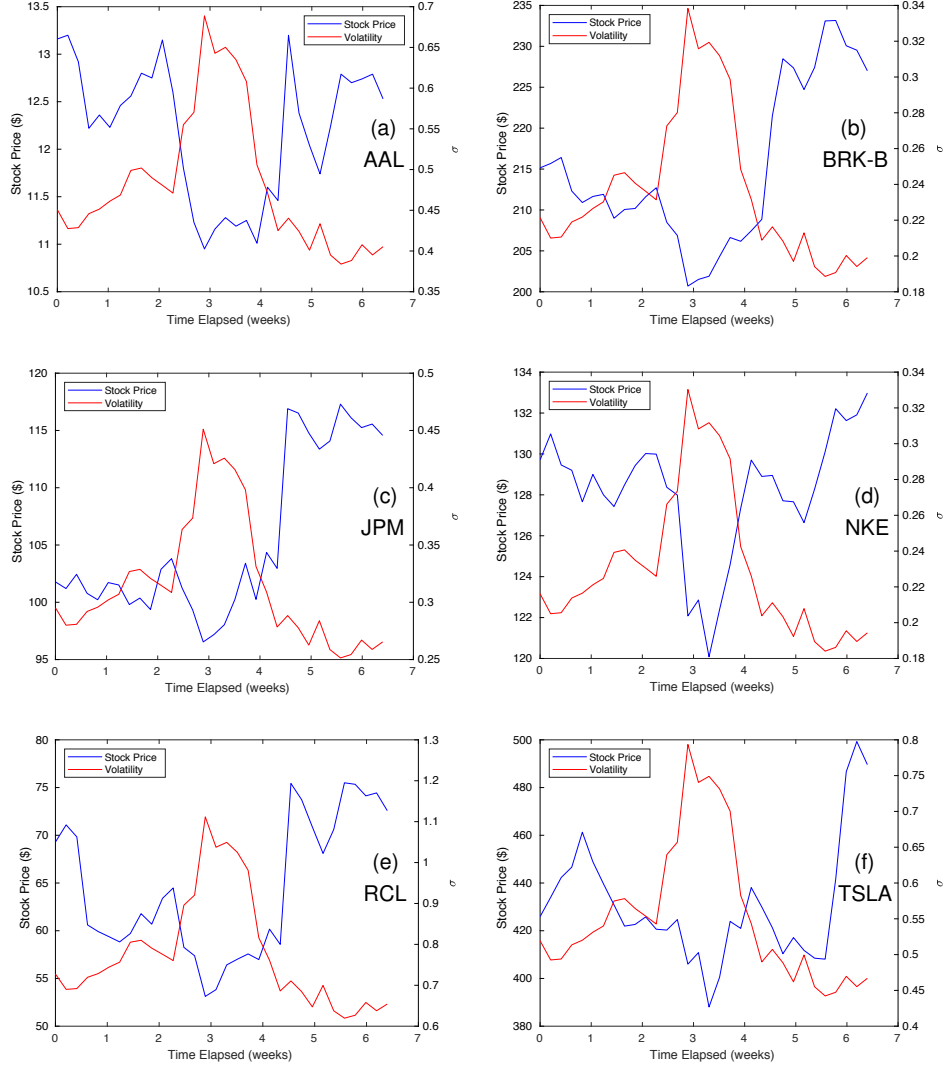 Stock Price
Volatility
Stock Price ($)
13.5
13
12.5
12
11.5
11
10.5
0.7
0.65
0.6
0.55
0.5
0.45
0.4
0.35
σ
(a)
AAL
0 1 2 3 4 5 6 7
Time Elapsed (weeks)
Stock Price
Volatility
Stock Price ($)
235
230
225
220
215
210
205
200
0.34
0.32
0.3
0.28
0.26
0.24
0.22
0.2
0.18
σ
(b)
BRK-B
0 1 2 3 4 5 6 7
Time Elapsed (weeks)
Stock Price
Volatility
Stock Price ($)
120
115
110
105
100
95
0.5
0.45
0.4
0.35
0.3
0.25
σ
(c)
JPM
0 1 2 3 4 5 6 7
Time Elapsed (weeks)
Stock Price
Volatility
Stock Price ($)
134
132
130
128
126
124
122
120
0.34
0.32
0.3
0.28
0.26
0.24
0.22
0.2
0.18
σ
(d)
NKE
0 1 2 3 4 5 6 7
Time Elapsed (weeks)
Stock Price
Volatility
Stock Price ($)
80
75
70
65
60
55
50
1.3
1.2
1.1
1
0.9
0.8
0.7
0.6
σ
(e)
RCL
0 1 2 3 4 5 6 7
Time Elapsed (weeks)
Stock Price
Volatility
Stock Price ($)
500
480
460
440
420
400
380
0.8
0.75
0.7
0.65
0.6
0.55
0.5
0.45
0.4
σ
(f)
TSLA
0 1 2 3 4 5 6 7
Time Elapsed (weeks)